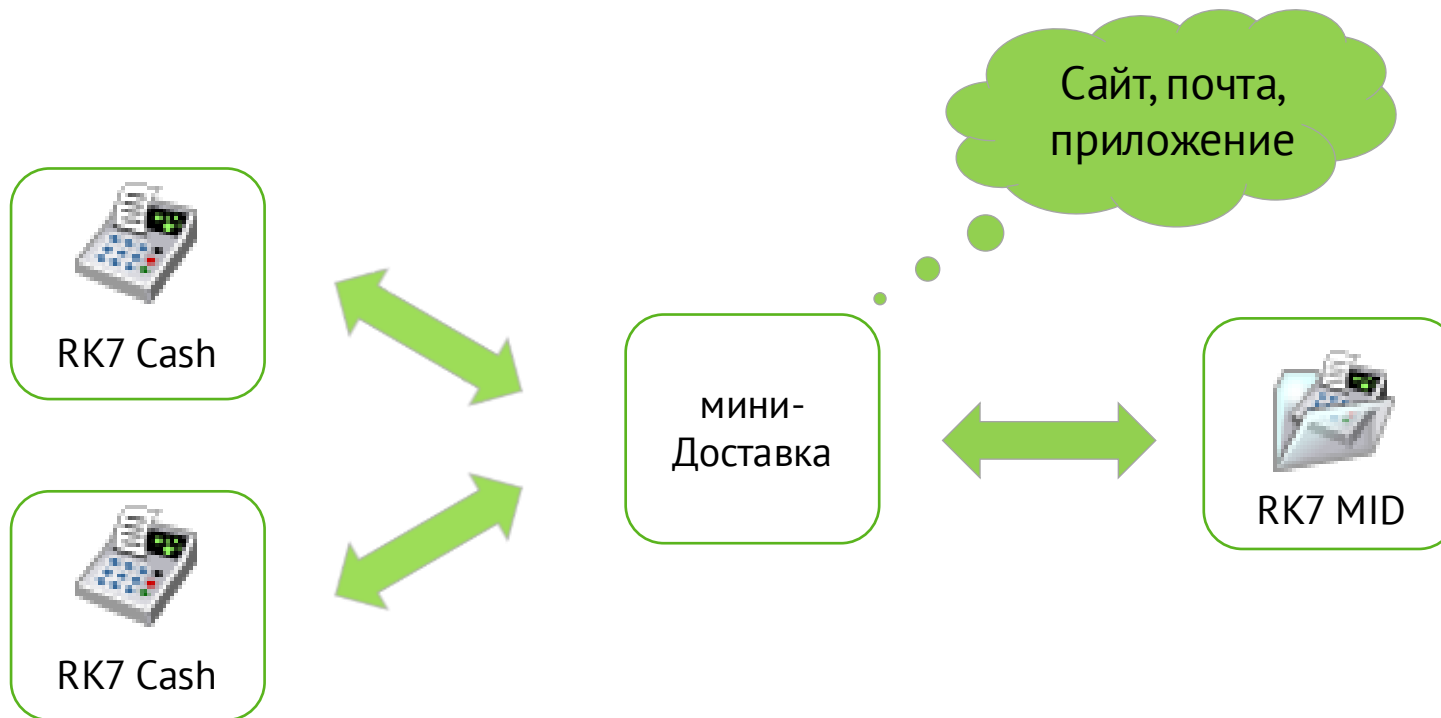 Сайт, почта,
приложение
RK7 Cash
мини-
Доставка
RK7 MID
RK7 Cash